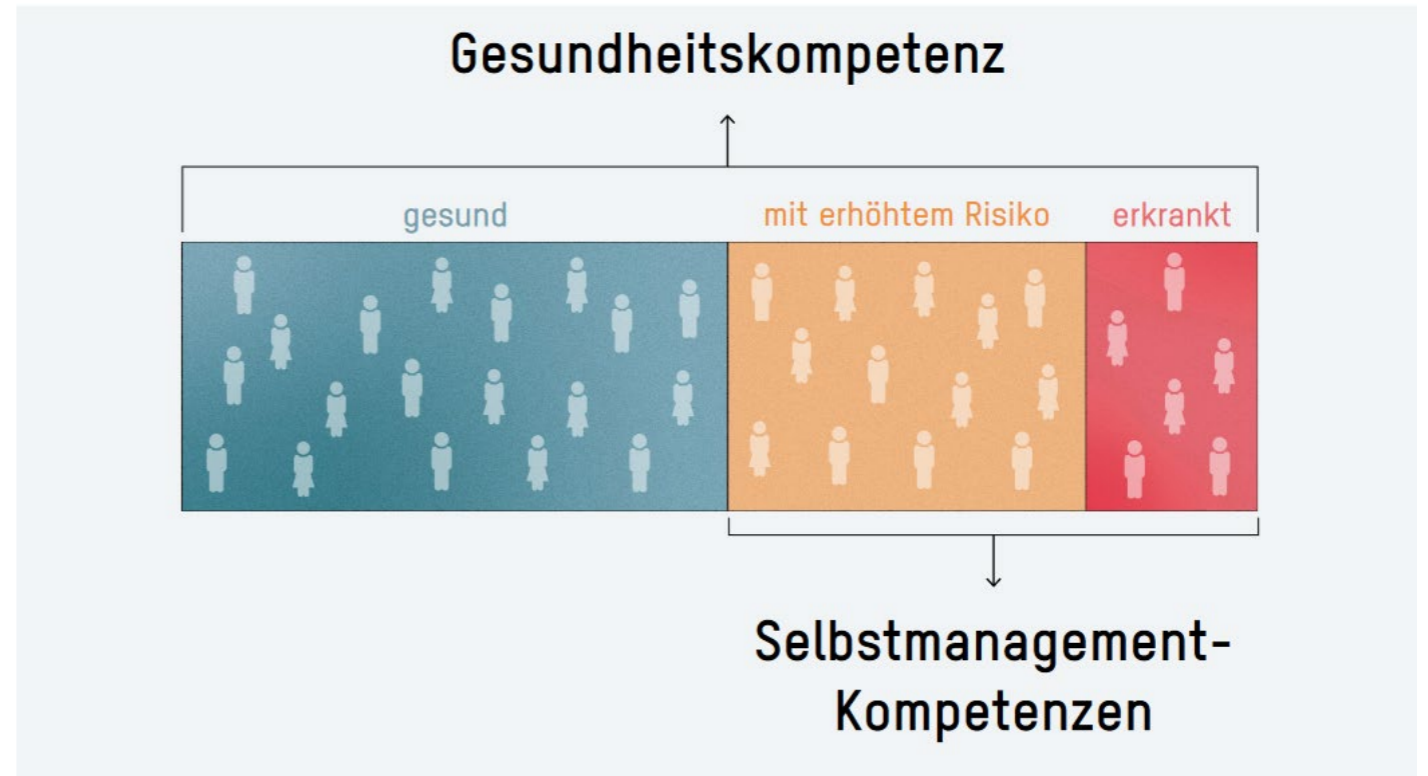 Gesundheitskompetenz
gesund mit erhöhtem Risiko erkrankt
Selbstmanagement-
Kompetenzen